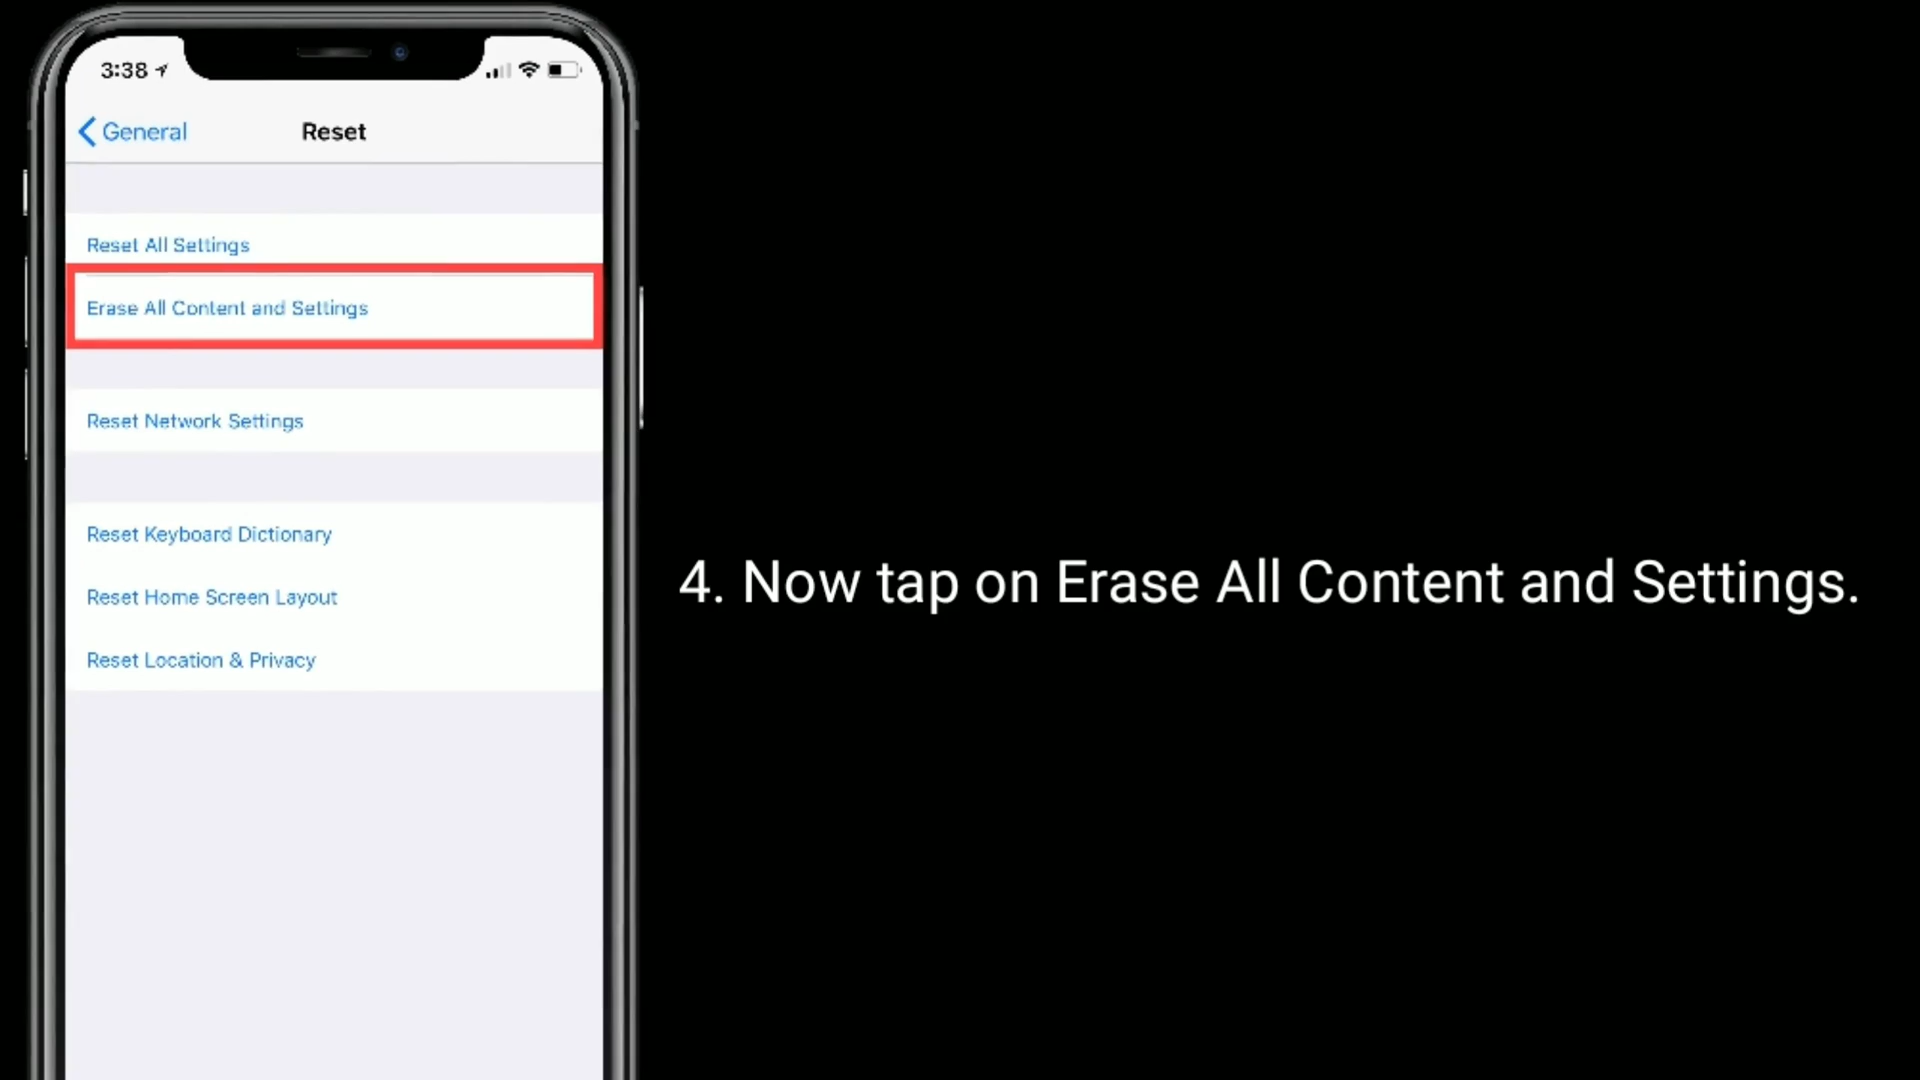 3:38
General
Reset
Reset All Settings
Erase All Content and Settings
Reset Network Settings
Reset Keyboard Dictionary
Reset Home Screen Layout
Reset Location & Privacy
4. Now tap on Erase All Content and Settings.